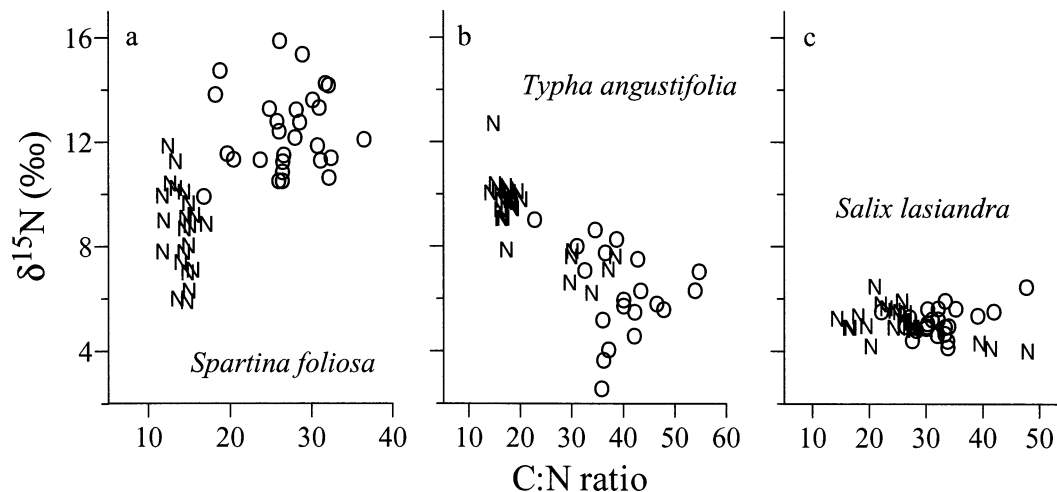 a
b
c
16
12
8
4
δ15N (‰)
Spartina foliosa
Typha angustifolia
Salix lasiandra
10 20 30 40
10 20 30 40 50 60
10 20 30 40 50
C:N ratio